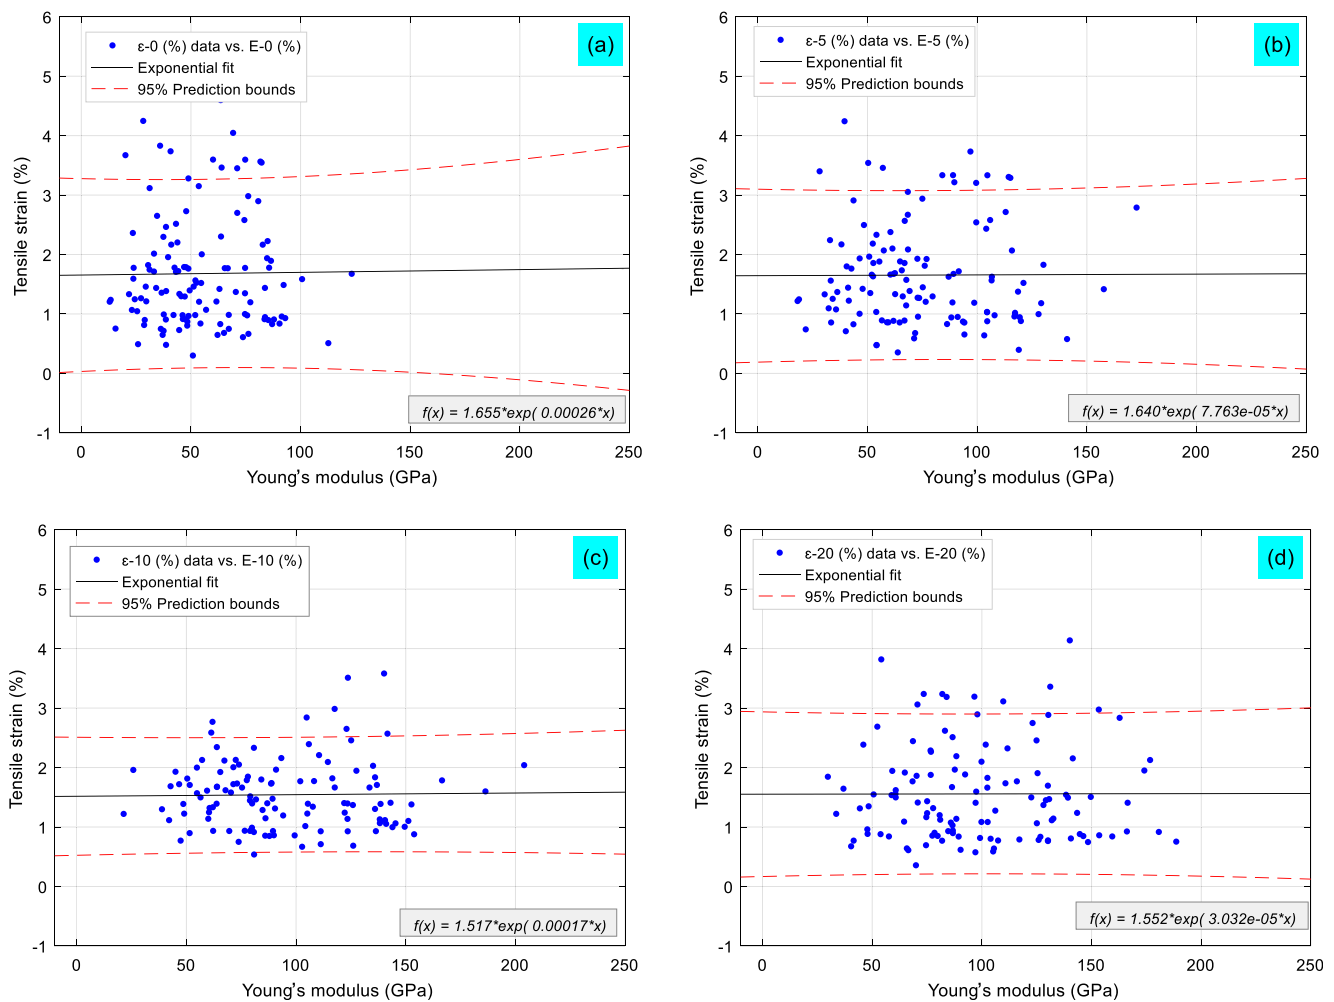 6
5
4
3
2
1
0
-1
Tensile strain (%)
ε-0 (%) data vs. E-0 (%)
Exponential fit
95% Prediction bounds
(a)
f(x) = 1.655*exp( 0.00026*x)
0 50 100 150 200 250
Young's modulus (GPa)
6
5
4
3
2
1
0
-1
Tensile strain (%)
ε-5 (%) data vs. E-5 (%)
Exponential fit
95% Prediction bounds
(b)
f(x) = 1.640*exp( 7.763e-05*x)
0 50 100 150 200 250
Young's modulus (GPa)
6
5
4
3
2
1
0
-1
Tensile strain (%)
ε-10 (%) data vs. E-10 (%)
Exponential fit
95% Prediction bounds
(c)
f(x) = 1.517*exp( 0.00017*x)
0 50 100 150 200 250
Young's modulus (GPa)
6
5
4
3
2
1
0
-1
Tensile strain (%)
ε-20 (%) data vs. E-20 (%)
Exponential fit
95% Prediction bounds
(d)
f(x) = 1.552*exp( 3.032e-05*x)
0 50 100 150 200 250
Young's modulus (GPa)